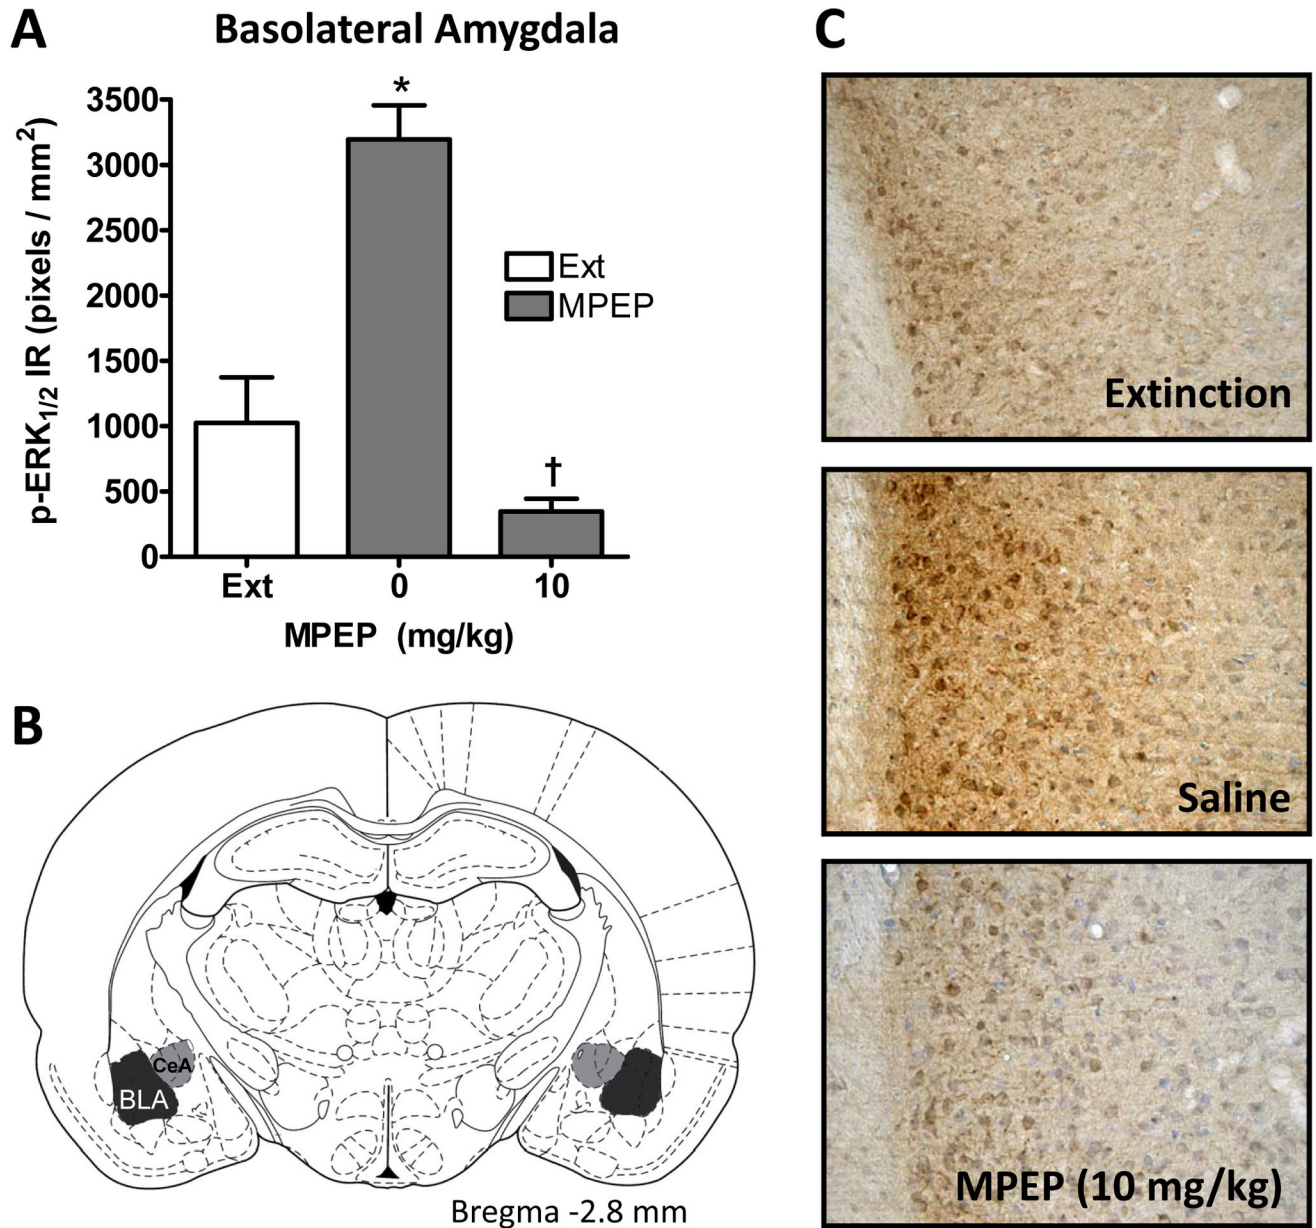 A
Basolateral Amygdala
p-ERK1/2 IR (pixels / mm2)
3500
3000
2500
2000
1500
1000
500
0
*
†
Ext
MPEP
Ext 0 10
MPEP (mg/kg)
B
CeA
BLA
Bregma -2.8 mm
C
Extinction
Saline
MPEP (10 mg/kg)